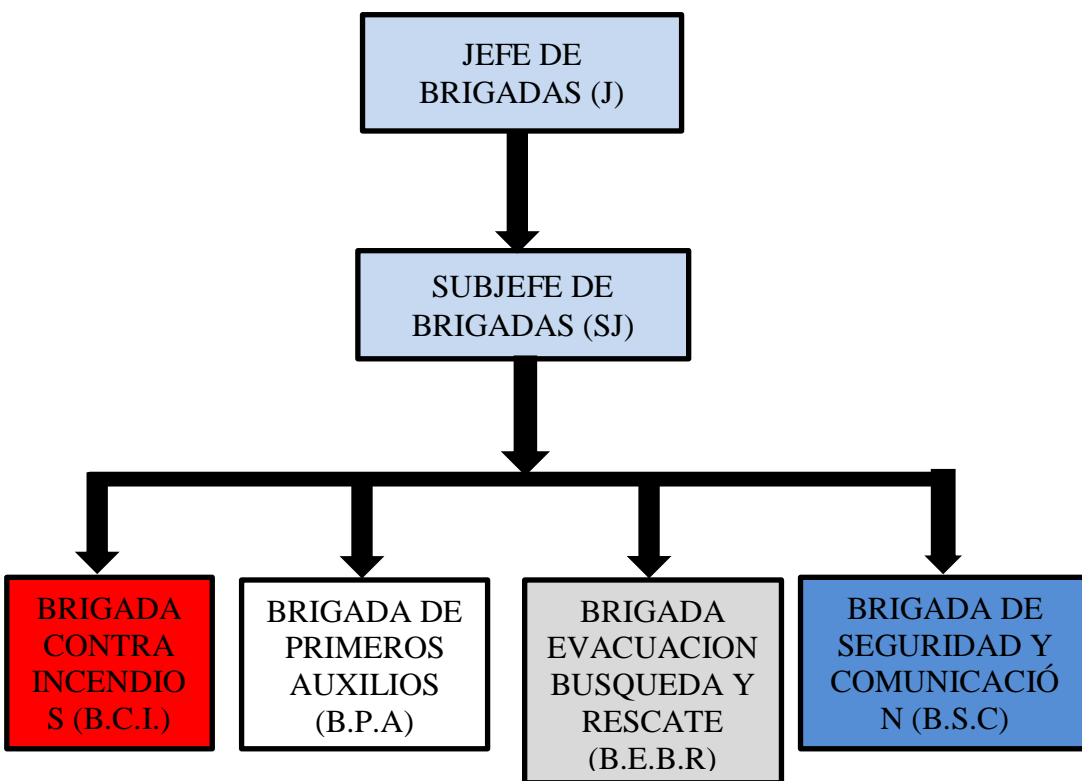 JEFE DE
BRIGADAS (J)
SUBJEFE DE
BRIGADAS (SJ)
BRIGADA
CONTRA
INCENDIO
S (B.C.I.)
BRIGADA DE
PRIMEROS
AUXILIOS
(B.P.A)
BRIGADA
EVACUACION
BUSQUEDA Y
RESCATE
(B.E.B.R)
BRIGADA DE
SEGURIDAD Y
COMUNICACIÓ
N (B.S.C)